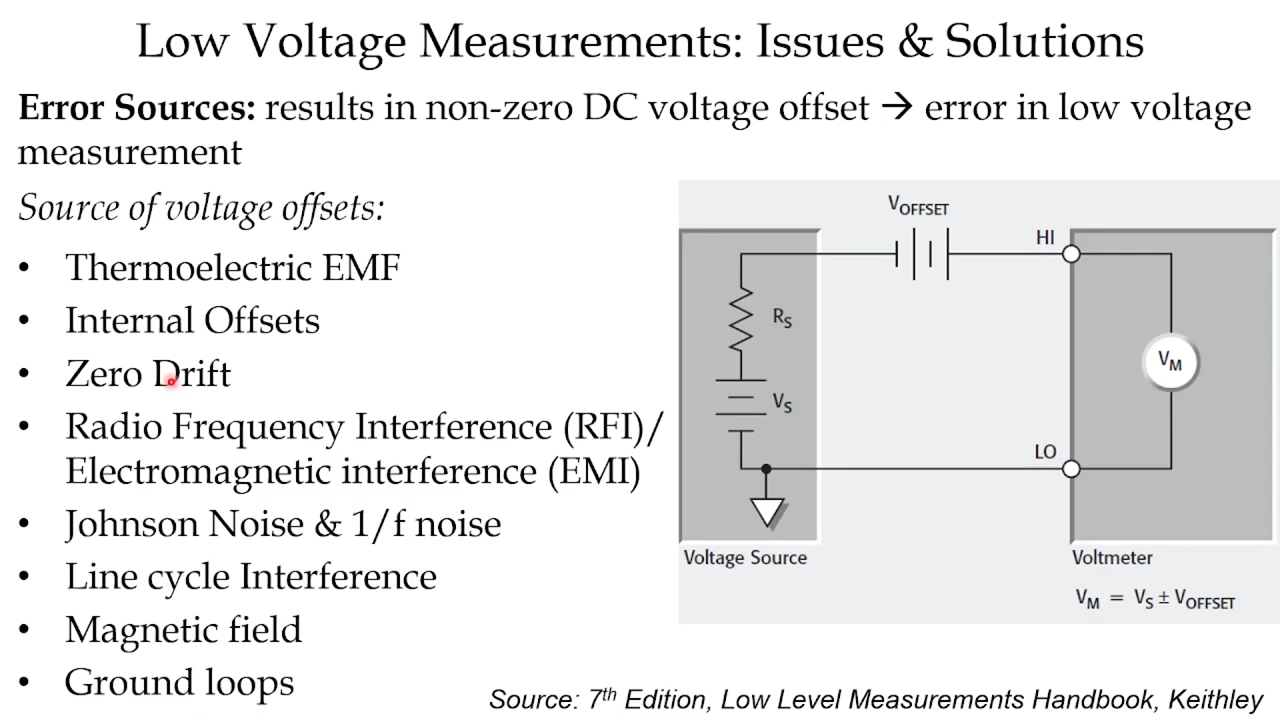 Low Voltage Measurements: Issues & Solutions
Error Sources: results in non-zero DC voltage offset → error in low voltage
measurement
Source of voltage offsets:
• Thermoelectric EMF
• Internal Offsets
• Zero Drift
• Radio Frequency Interference (RFI)/
Electromagnetic interference (EMI)
• Johnson Noise & 1/f noise
• Line cycle Interference
• Magnetic field
• Ground loops
VOFFSET
HI
RS
VM
VS
LO
Voltage Source
Voltmeter
VM = VS ± VOFFSET
Source: 7th Edition, Low Level Measurements Handbook, Keithley